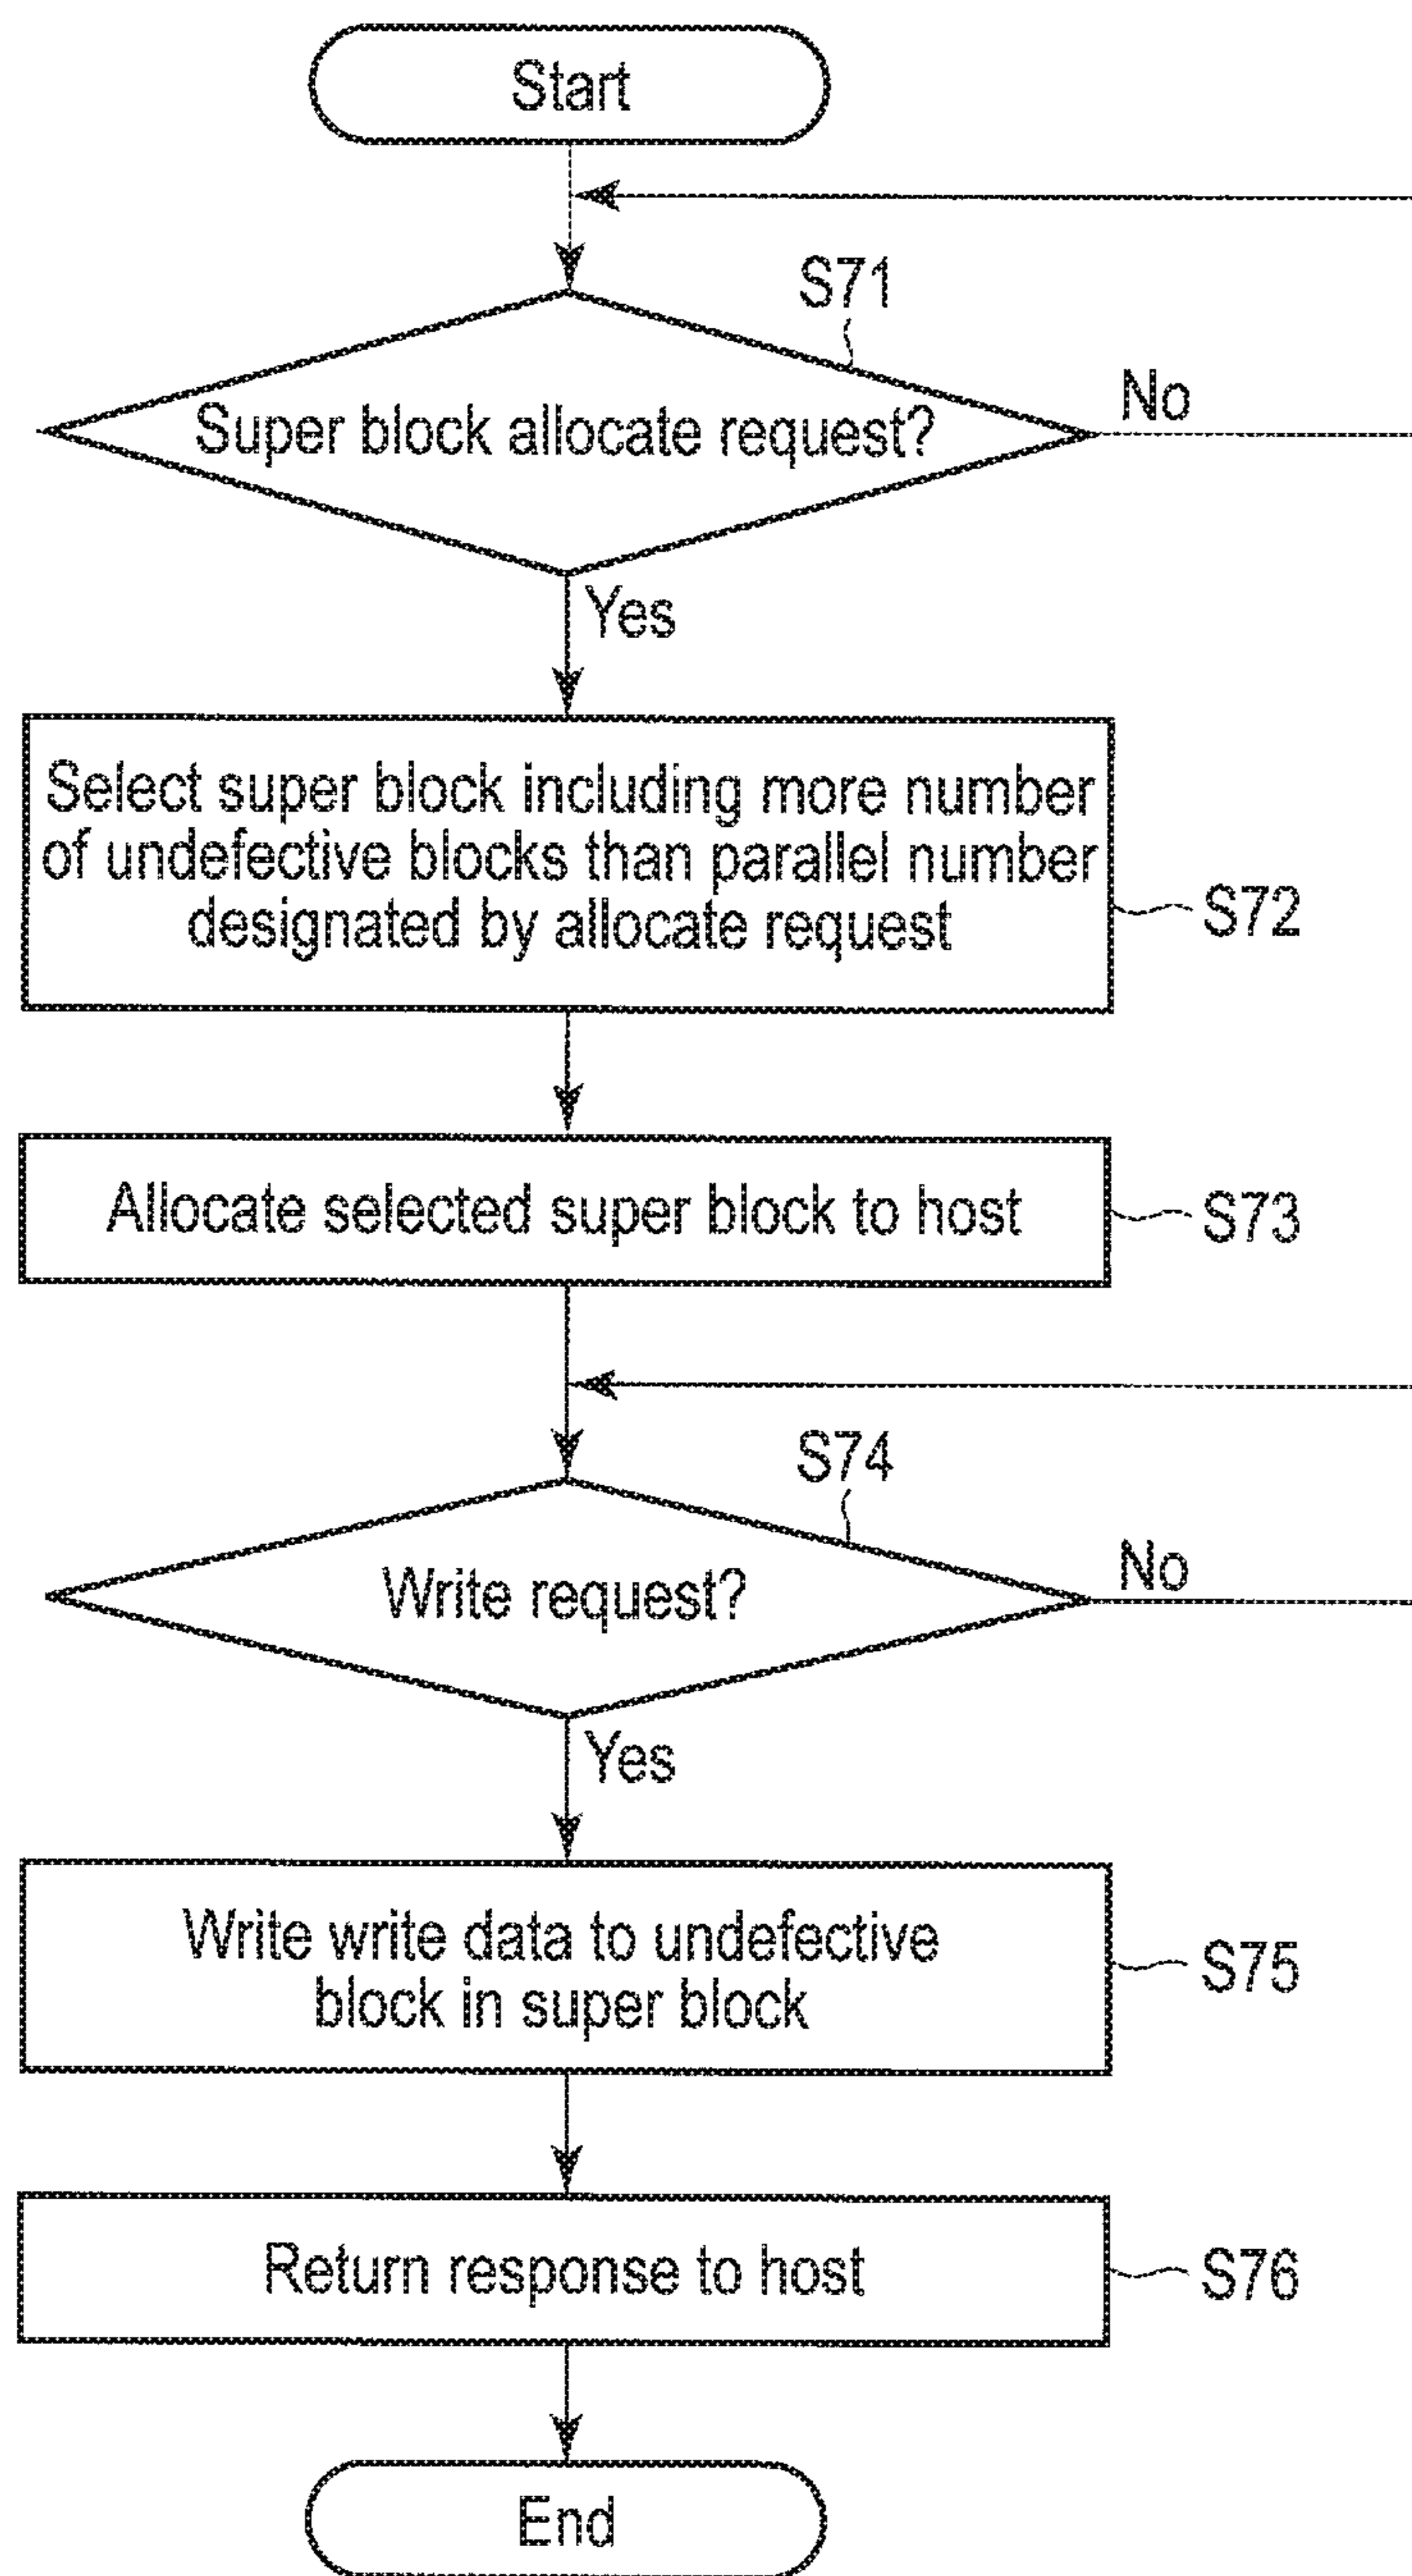 Start
S71
Super block allocate request?
No
Yes
Select super block including more number
of undefective blocks than parallel number
designated by allocate request
S72
Allocate selected super block to host
S73
S74
Write request?
No
Yes
Write write data to undefective
block in super block
S75
Return response to host
S76
End